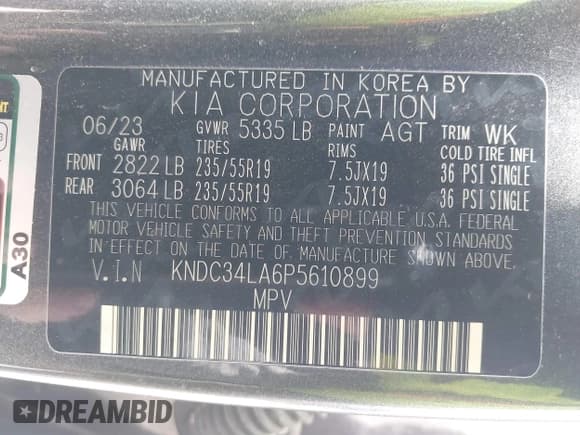 MANUFACTURED IN KOREA BY
KIA CORPORATION
06/23 GVWR 5335 LB PAINT AGT TRIM WK
GAWR TIRES RIMS COLD TIRE INFL
FRONT 2822 LB 235/55R19 7.5JX19 36 PSI SINGLE
REAR 3064 LB 235/55R19 7.5JX19 36 PSI SINGLE
THIS VEHICLE CONFORMS TO ALL APPLICABLE U.S.A. FEDERAL
MOTOR VEHICLE SAFETY AND THEFT PREVENTION STANDARDS
IN EFFECT ON THE DATE OF MANUFACTURE SHOWN ABOVE.
V.I.N KNDC34LA6P5610899
MPV
A30
DREAMBID